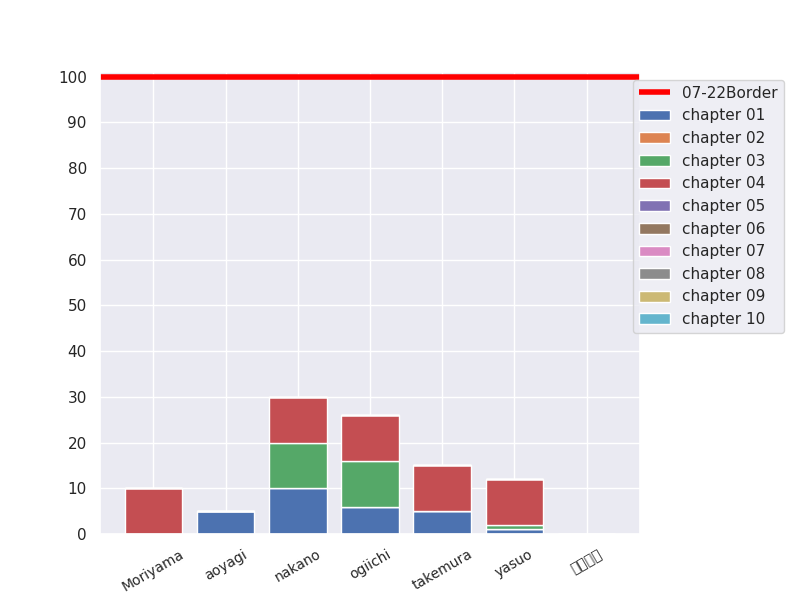 100
90
80
70
60
50
40
30
20
10
0
Moriyama
aoyagi
nakano
ogiichi
takemura
yasuo
07-22Border
chapter 01
chapter 02
chapter 03
chapter 04
chapter 05
chapter 06
chapter 07
chapter 08
chapter 09
chapter 10